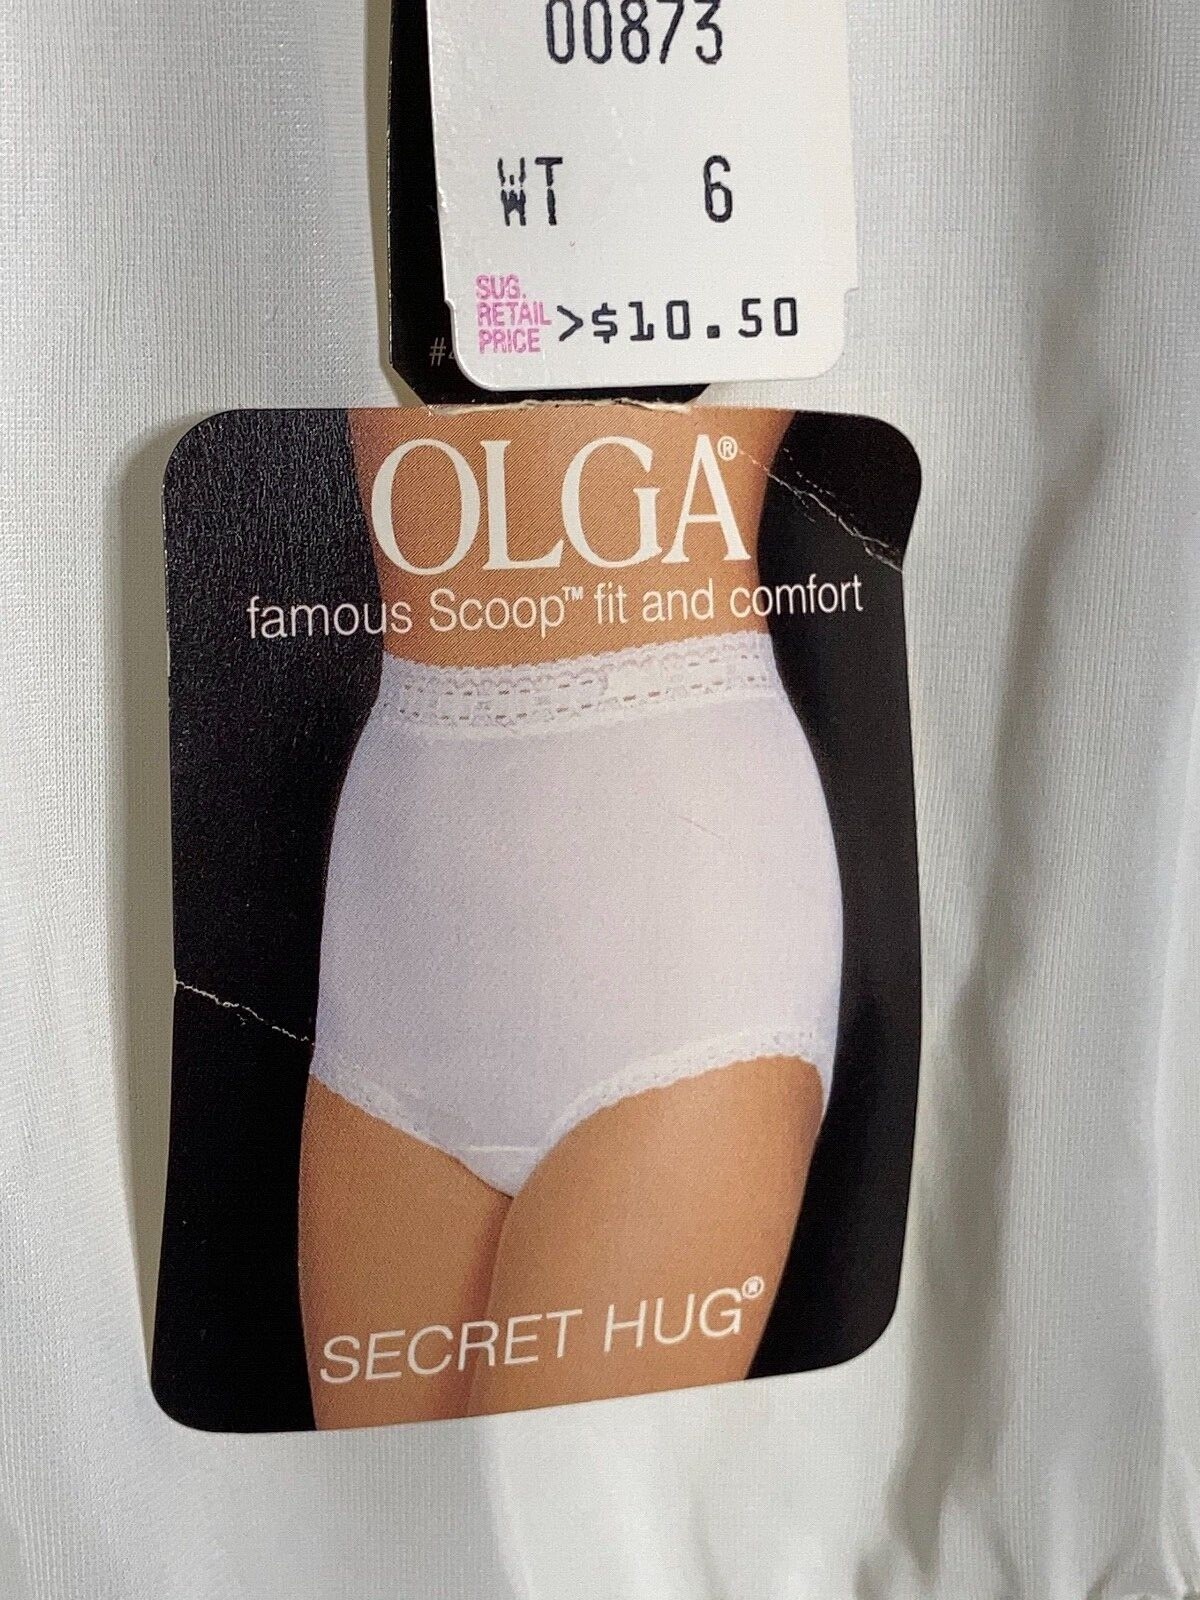 00873
WT 6
SUG.
RETAIL
PRICE >$10.50
#
OLGA®
famous Scoop™ fit and comfort
SECRET HUG®